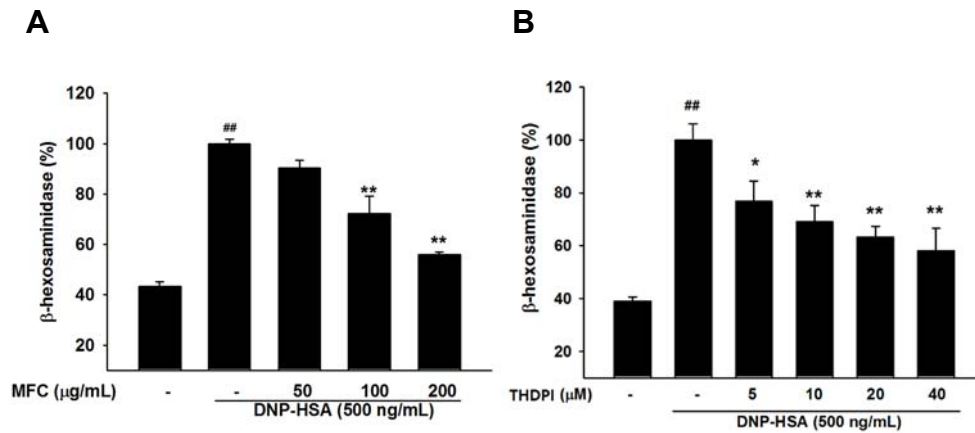 A
B
120
100
80
60
40
20
β-hexosaminidase (%)
##
**
**
MFC (μg/mL) - - 50 100 200
DNP-HSA (500 ng/mL)
120
100
80
60
40
20
β-hexosaminidase (%)
##
*
**
**
**
THDPI (μM) - - 5 10 20 40
DNP-HSA (500 ng/mL)